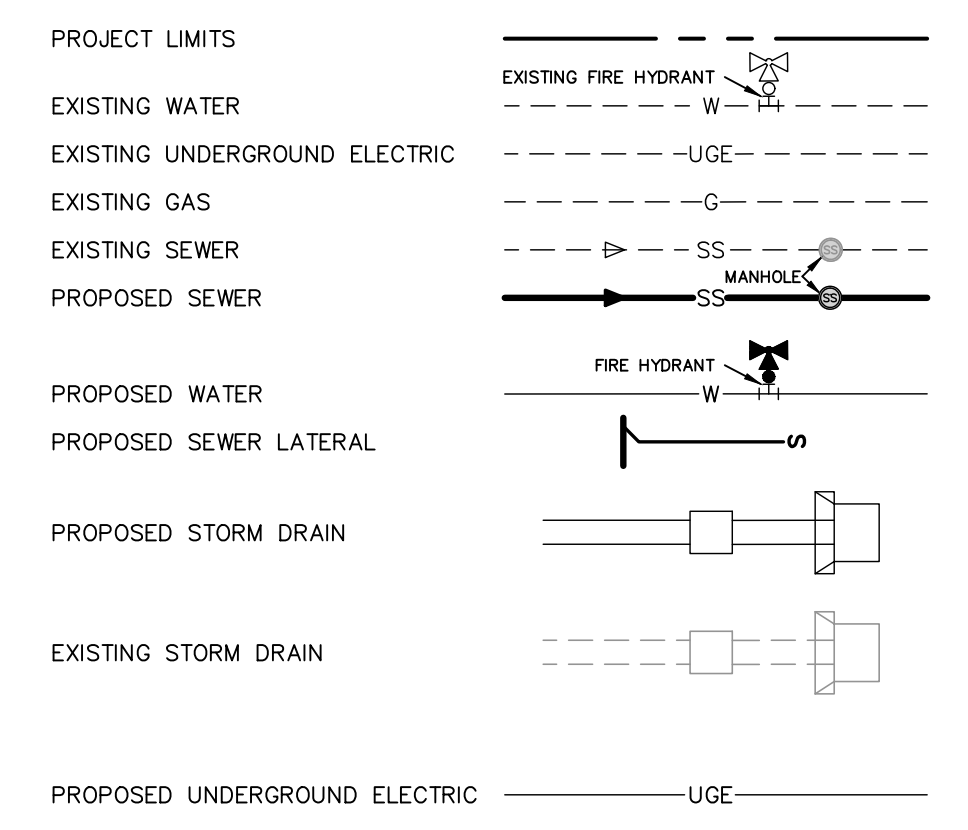 PROJECT LIMITS
EXISTING FIRE HYDRANT
EXISTING WATER W
EXISTING UNDERGROUND ELECTRIC UGE
EXISTING GAS G
EXISTING SEWER SS SS
MANHOLE
PROPOSED SEWER SS SS
FIRE HYDRANT
PROPOSED WATER W
PROPOSED SEWER LATERAL S
PROPOSED STORM DRAIN
EXISTING STORM DRAIN
PROPOSED UNDERGROUND ELECTRIC UGE